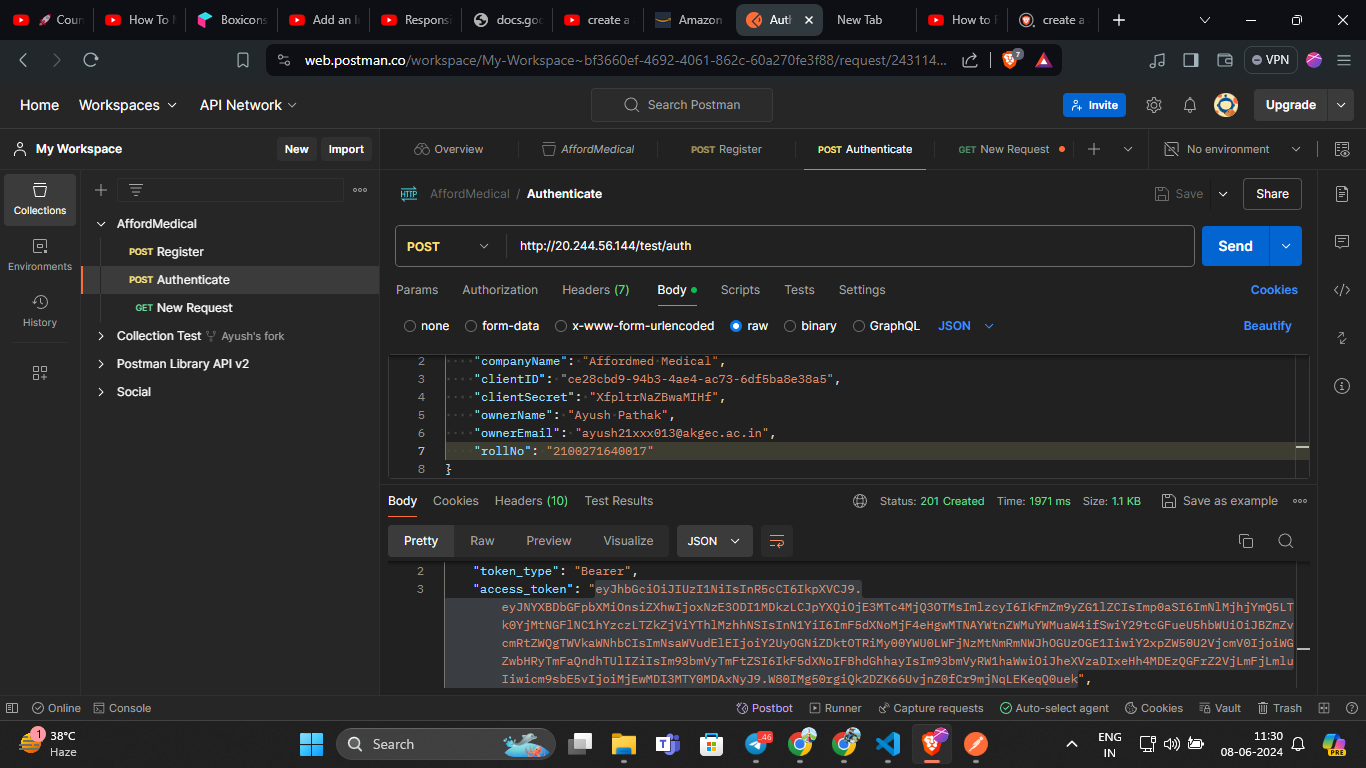 Coun
How To M
Boxicons
Add an I
Responsi
docs.goo
create a
Amazon
Auth
New Tab
How to H
create a
web.postman.co/workspace/My-Workspace~bf3660ef-4692-4061-862c-60a270fe3f88/request/243114...
7
VPN
Home
Workspaces
API Network
Search Postman
Invite
Upgrade
My Workspace
New
Import
Overview
AffordMedical
POST Register
POST Authenticate
GET New Request
No environment
Collections
Environments
History
AffordMedical
POST Register
POST Authenticate
GET New Request
Collection Test Ayush's fork
Postman Library API v2
Social
HTTP AffordMedical / Authenticate
Save
Share
POST
http://20.244.56.144/test/auth
Send
Params
Authorization
Headers (7)
Body
Scripts
Tests
Settings
Cookies
none
form-data
x-www-form-urlencoded
raw
binary
GraphQL
JSON
Beautify
2 "companyName": "Affordmed Medical",
3 "clientID": "ce28cbd9-94b3-4ae4-ac73-6df5ba8e38a5",
4 "clientSecret": "XfpltrNaZBwaMIHf",
5 "ownerName": "Ayush Pathak",
6 "ownerEmail": "ayush21xxx013@akgec.ac.in",
7 "rollNo": "2100271640017"
8 }
Body
Cookies
Headers (10)
Test Results
Status: 201 Created
Time: 1971 ms
Size: 1.1 KB
Save as example
Pretty
Raw
Preview
Visualize
JSON
2 "token_type": "Bearer",
3 "access_token": "eyJhbGciOiJIUzI1NiIsInR5cCI6IkpXVCJ9.
Online
Console
Postbot
Runner
Capture requests
Auto-select agent
Cookies
Vault
Trash
1
38°C
Haze
Search
46
ENG
IN
11:30
08-06-2024
PRE